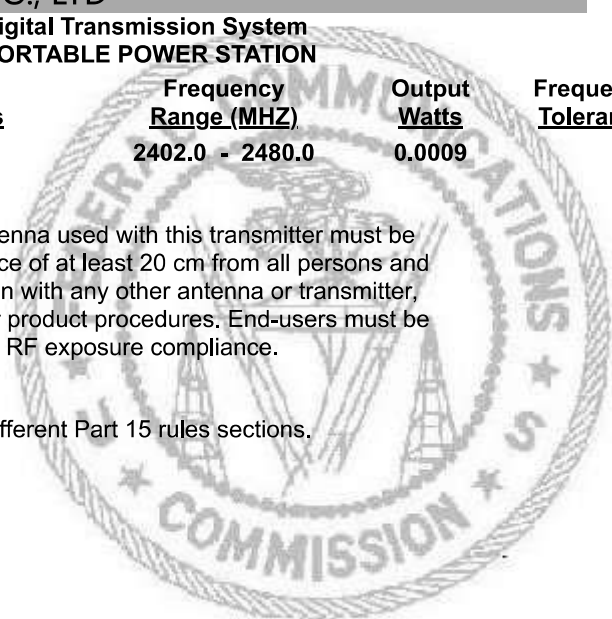 O., LTD
igital Transmission System
ORTABLE POWER STATION
Frequency Output Freque
s Range (MHZ) Watts Toleran
2402.0 - 2480.0 0.0009
enna used with this transmitter must be
ce of at least 20 cm from all persons and
n with any other antenna or transmitter,
r product procedures. End-users must be
RF exposure compliance.
fferent Part 15 rules sections.
FEDERAL COMMUNICATIONS
COMMISSION
U S